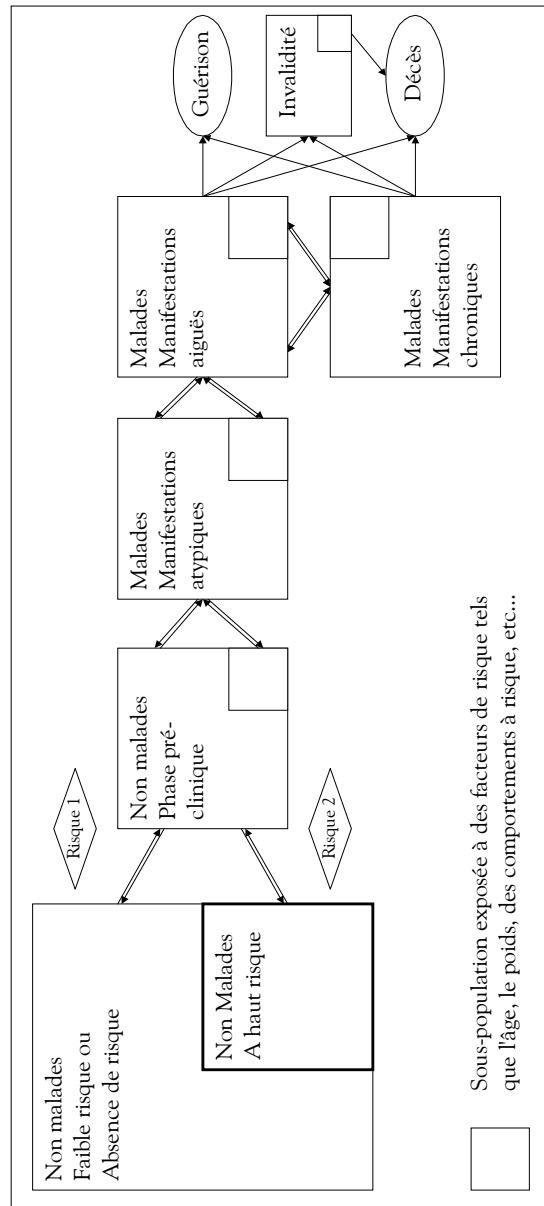 Non malades
Faible risque ou
Absence de risque
Non Malades
A haut risque
Risque 1
Risque 2
Non malades
Phase pré-
clinique
Malades
Manifestations
atypiques
Malades
Manifestations
aiguës
Malades
Manifestations
chroniques
Guérison
Invalidité
Décès
Sous-population exposée à des facteurs de risque tels
que l'âge, le poids, des comportements à risque, etc...